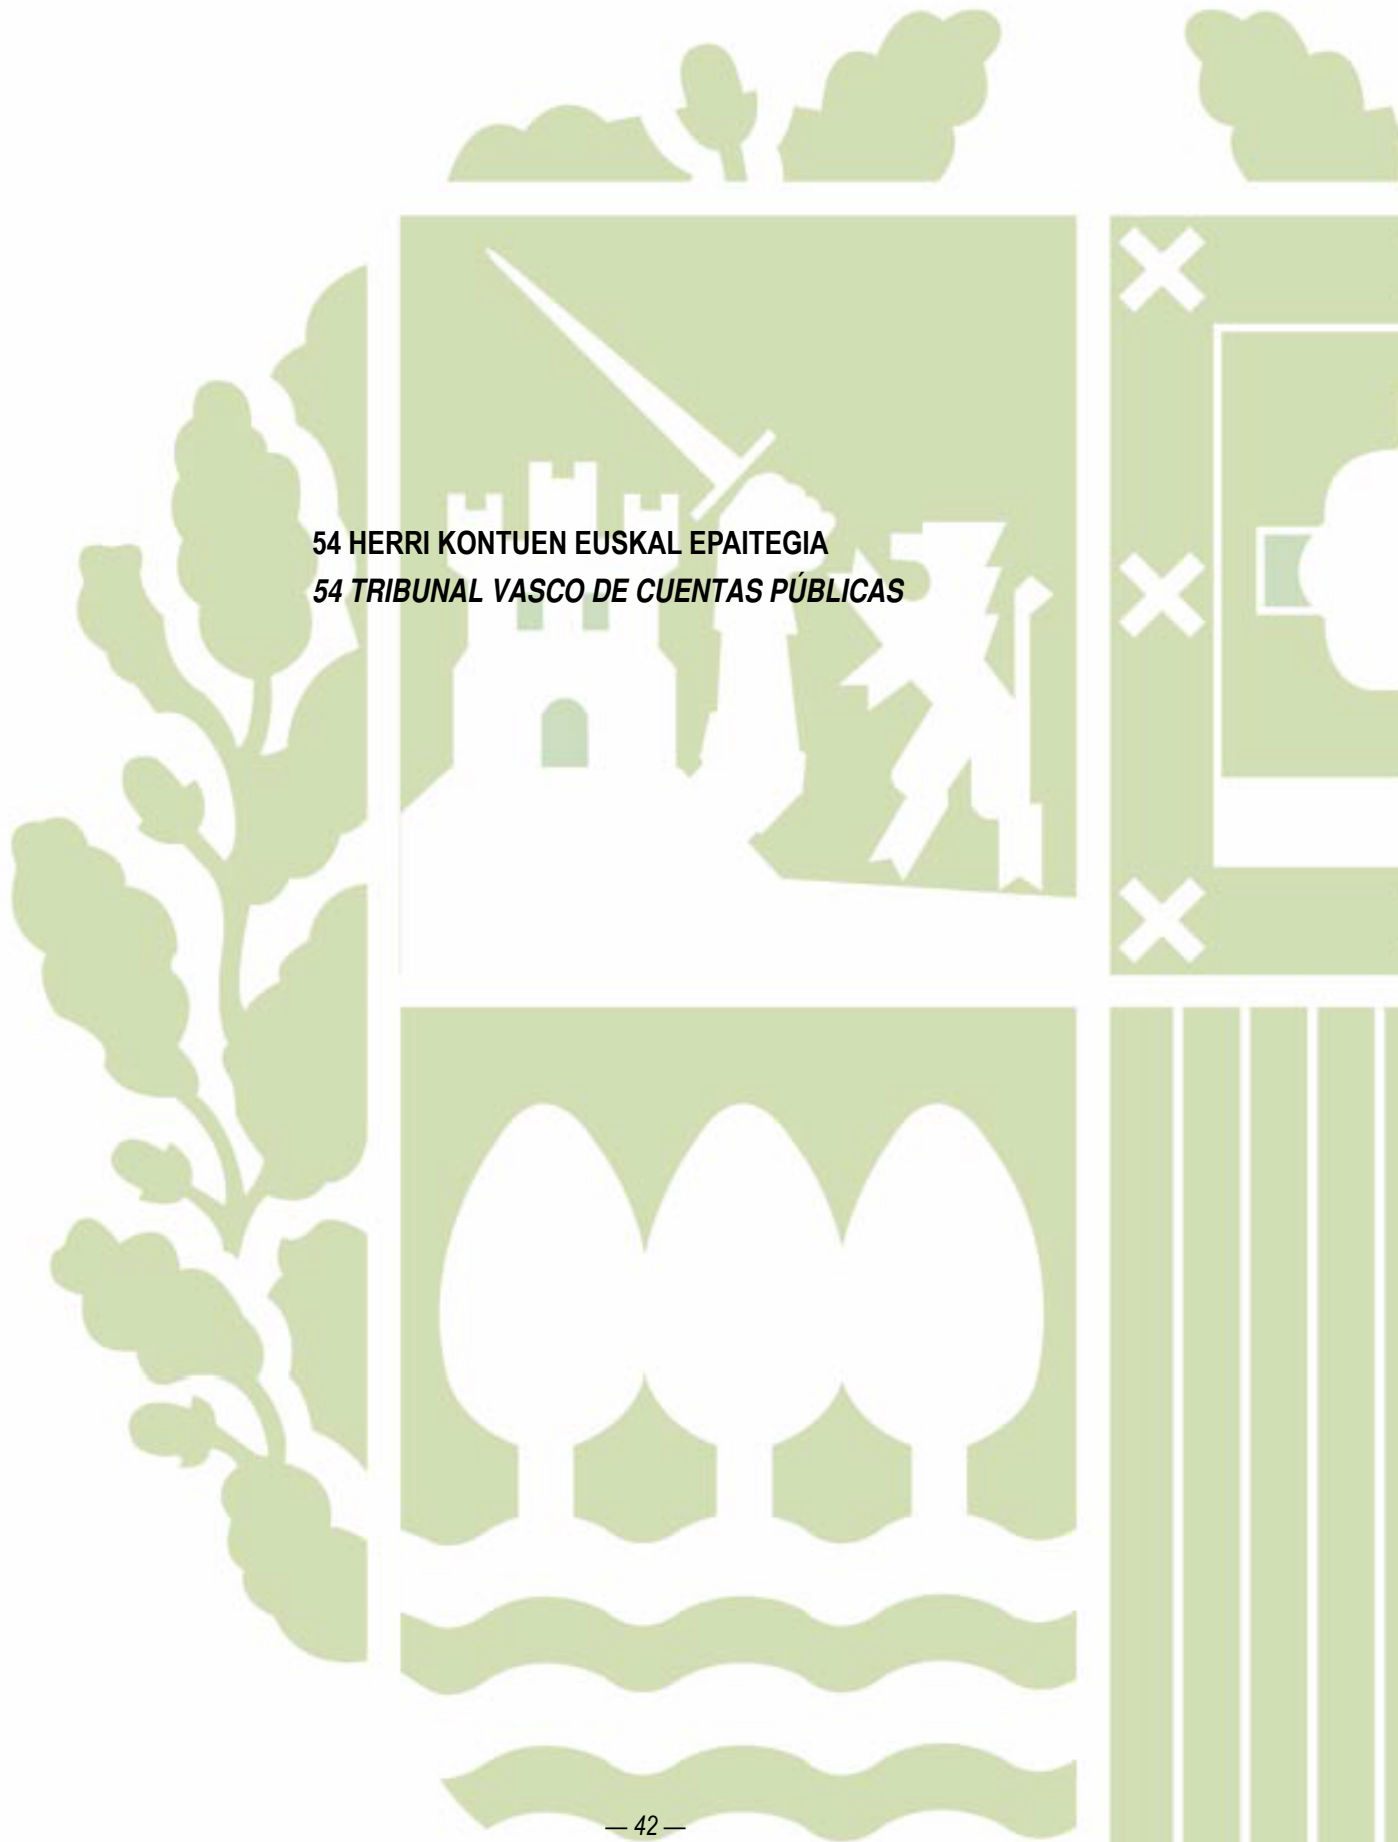 54 HERRI KONTUEN EUSKAL EPAITEGIA
54 TRIBUNAL VASCO DE CUENTAS PÚBLICAS
— 42 —